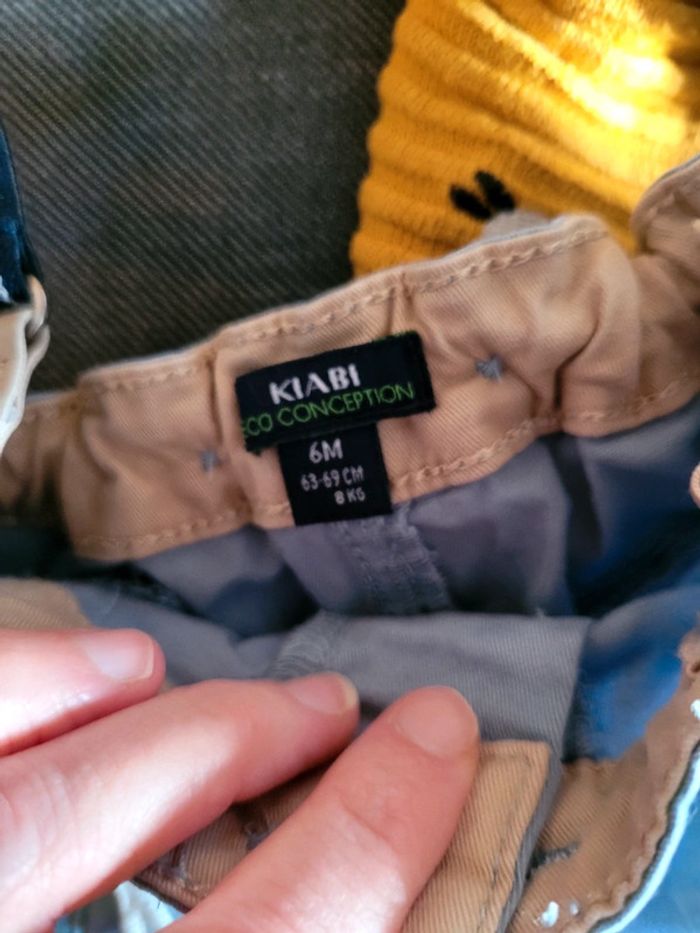 KIABI
ECO CONCEPTION
6M
63-69 CM
8 KG